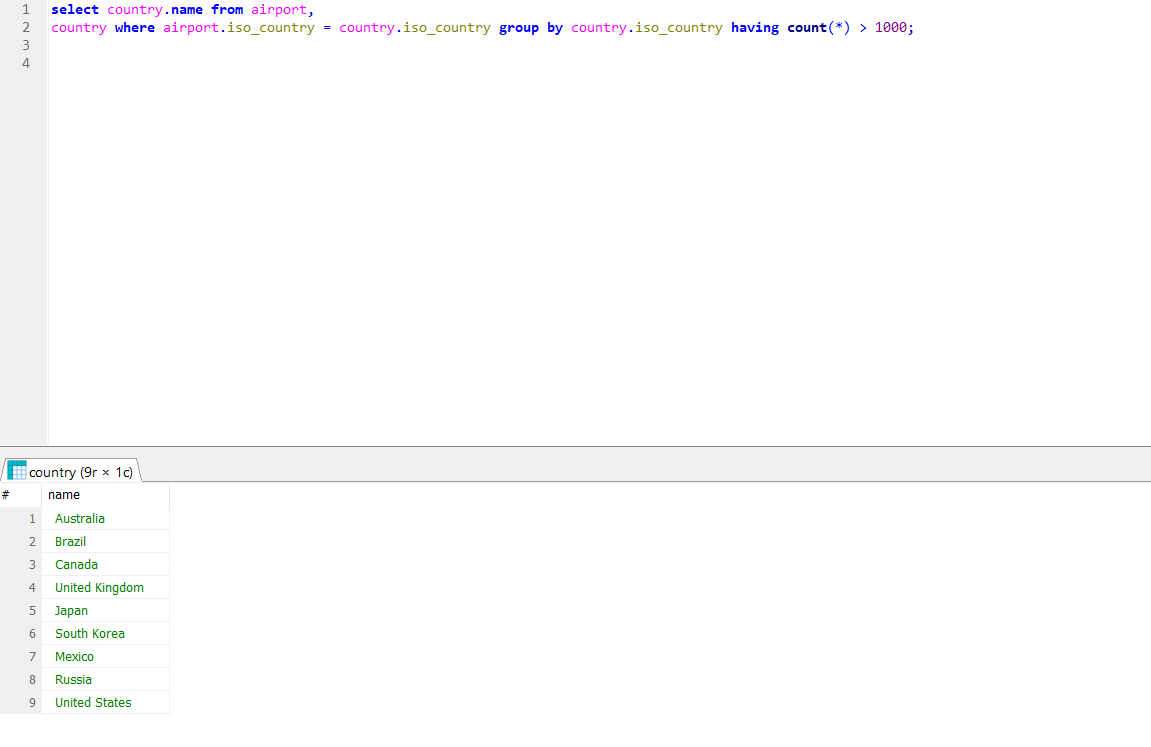 1 select country.name from airport,
2 country where airport.iso_country = country.iso_country group by country.iso_country having count(*) > 1000;
3
4
country (9r × 1c)
# name
1 Australia
2 Brazil
3 Canada
4 United Kingdom
5 Japan
6 South Korea
7 Mexico
8 Russia
9 United States